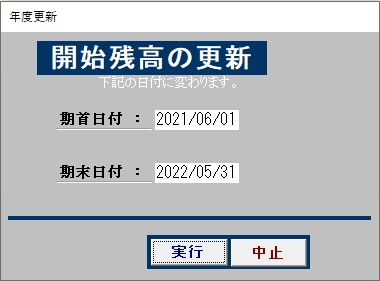 年度更新
開始残高の更新
下記の日付に変わります。
期首日付 : 2021/06/01
期末日付 : 2022/05/31
実行 中止